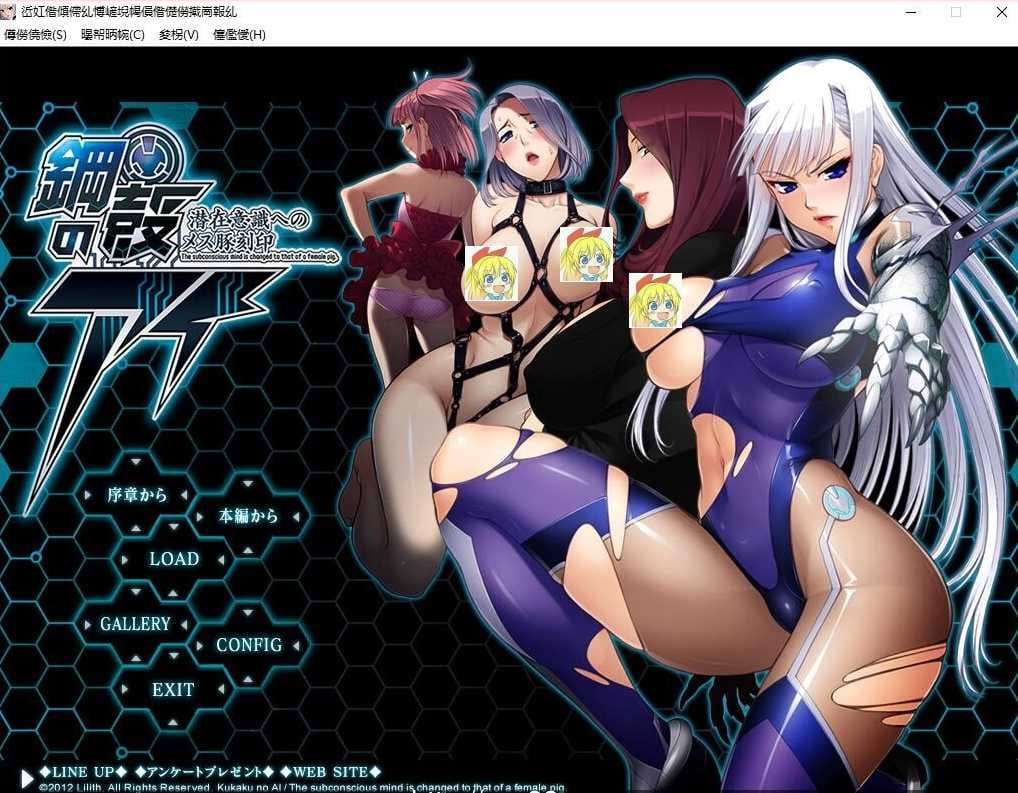 (S) (C) (V) (H)
鋼殻の
アイ
潜在意識への
メス豚刻印
The subconscious mind is changed to that of a female pig.
序章から
本編から
LOAD
GALLERY
CONFIG
EXIT
◆LINE UP◆ ◆アンケートプレゼント◆ ◆WEB SITE◆
©2012 Lilith. All Rights Reserved. Kukaku no AI / The subconscious mind is changed to that of a female pig.